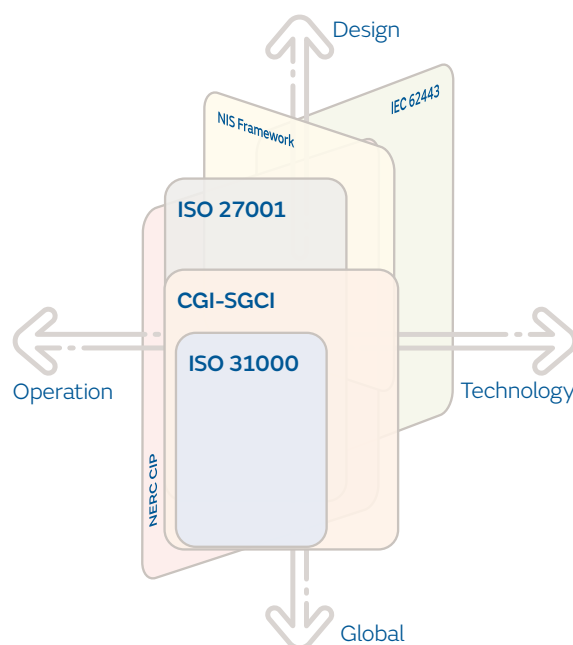 Design
IEC 62443
NIS Framework
ISO 27001
CGI-SGCI
ISO 31000
Operation
Technology
NERC CIP
Global